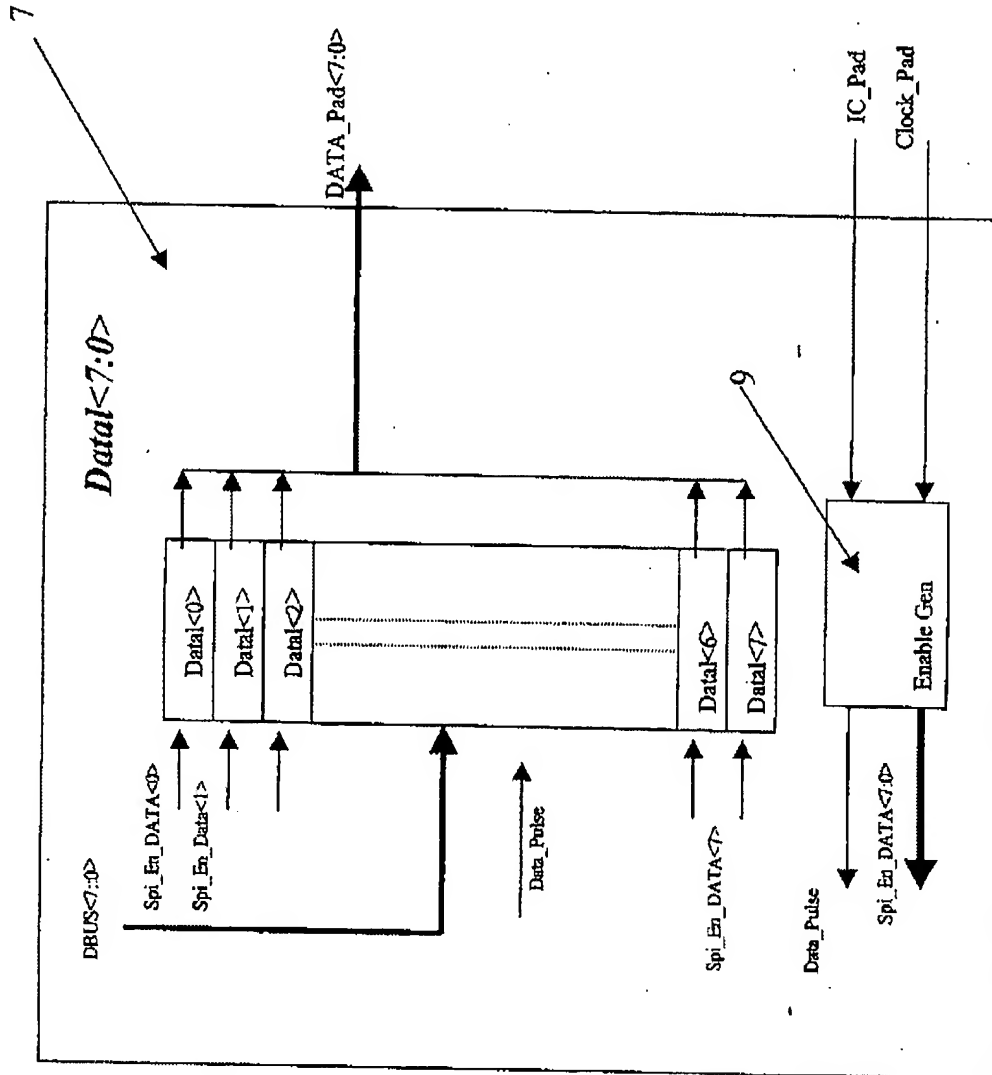 7
Datal<7:0>
DATA_Pad<7:0>
DBUS<7::0>
Spi_En_DATA<0>
Spi_En_Data<1>
Datal<0>
Datal<1>
Datal<2>
Data_Pulse
Spi_En_DATA<7>
Datal<6>
Datal<7>
9
IC_Pad
Clock_Pad
Enable Gen
Data_Pulse
Spi_En_DATA<7:0>